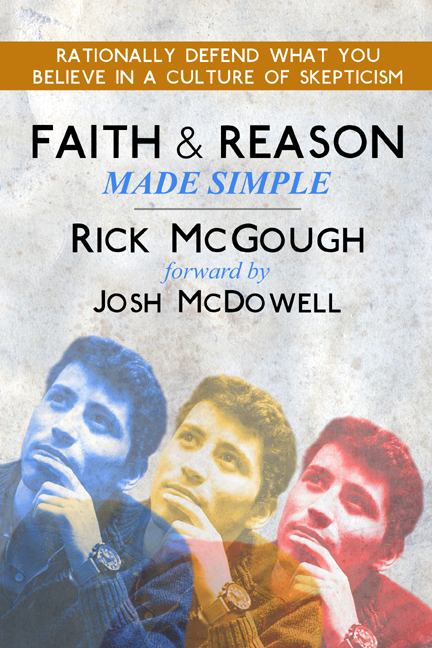 RATIONALLY DEFEND WHAT YOU
BELIEVE IN A CULTURE OF SKEPTICISM
FAITH & REASON
MADE SIMPLE
RICK MCGOUGH
forward by
JOSH MCDOWELL